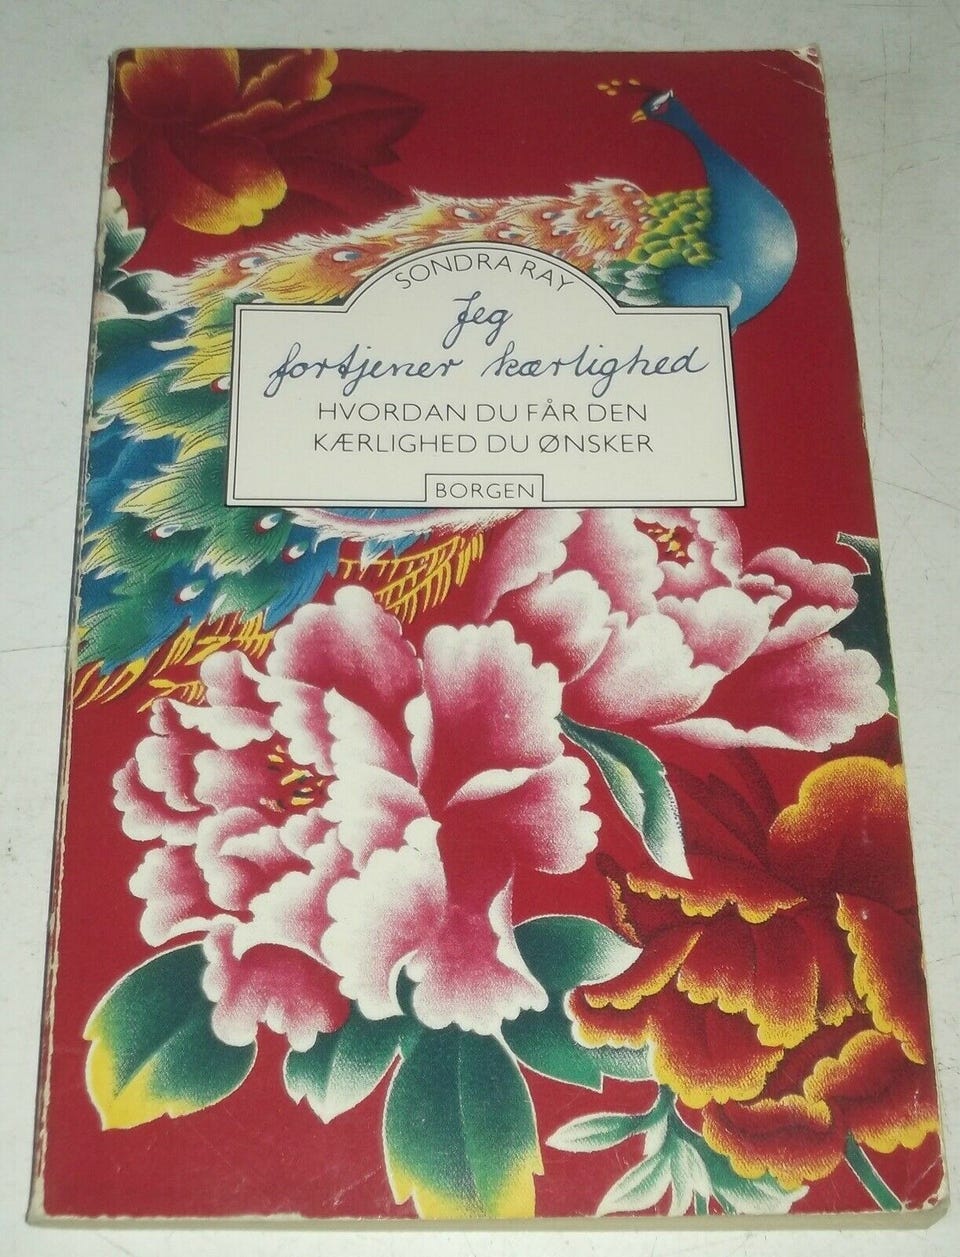 SONDRA RAY
Jeg
fortjener kærlighed
HVORDAN DU FÅR DEN
KÆRLIGHED DU ØNSKER
BORGEN